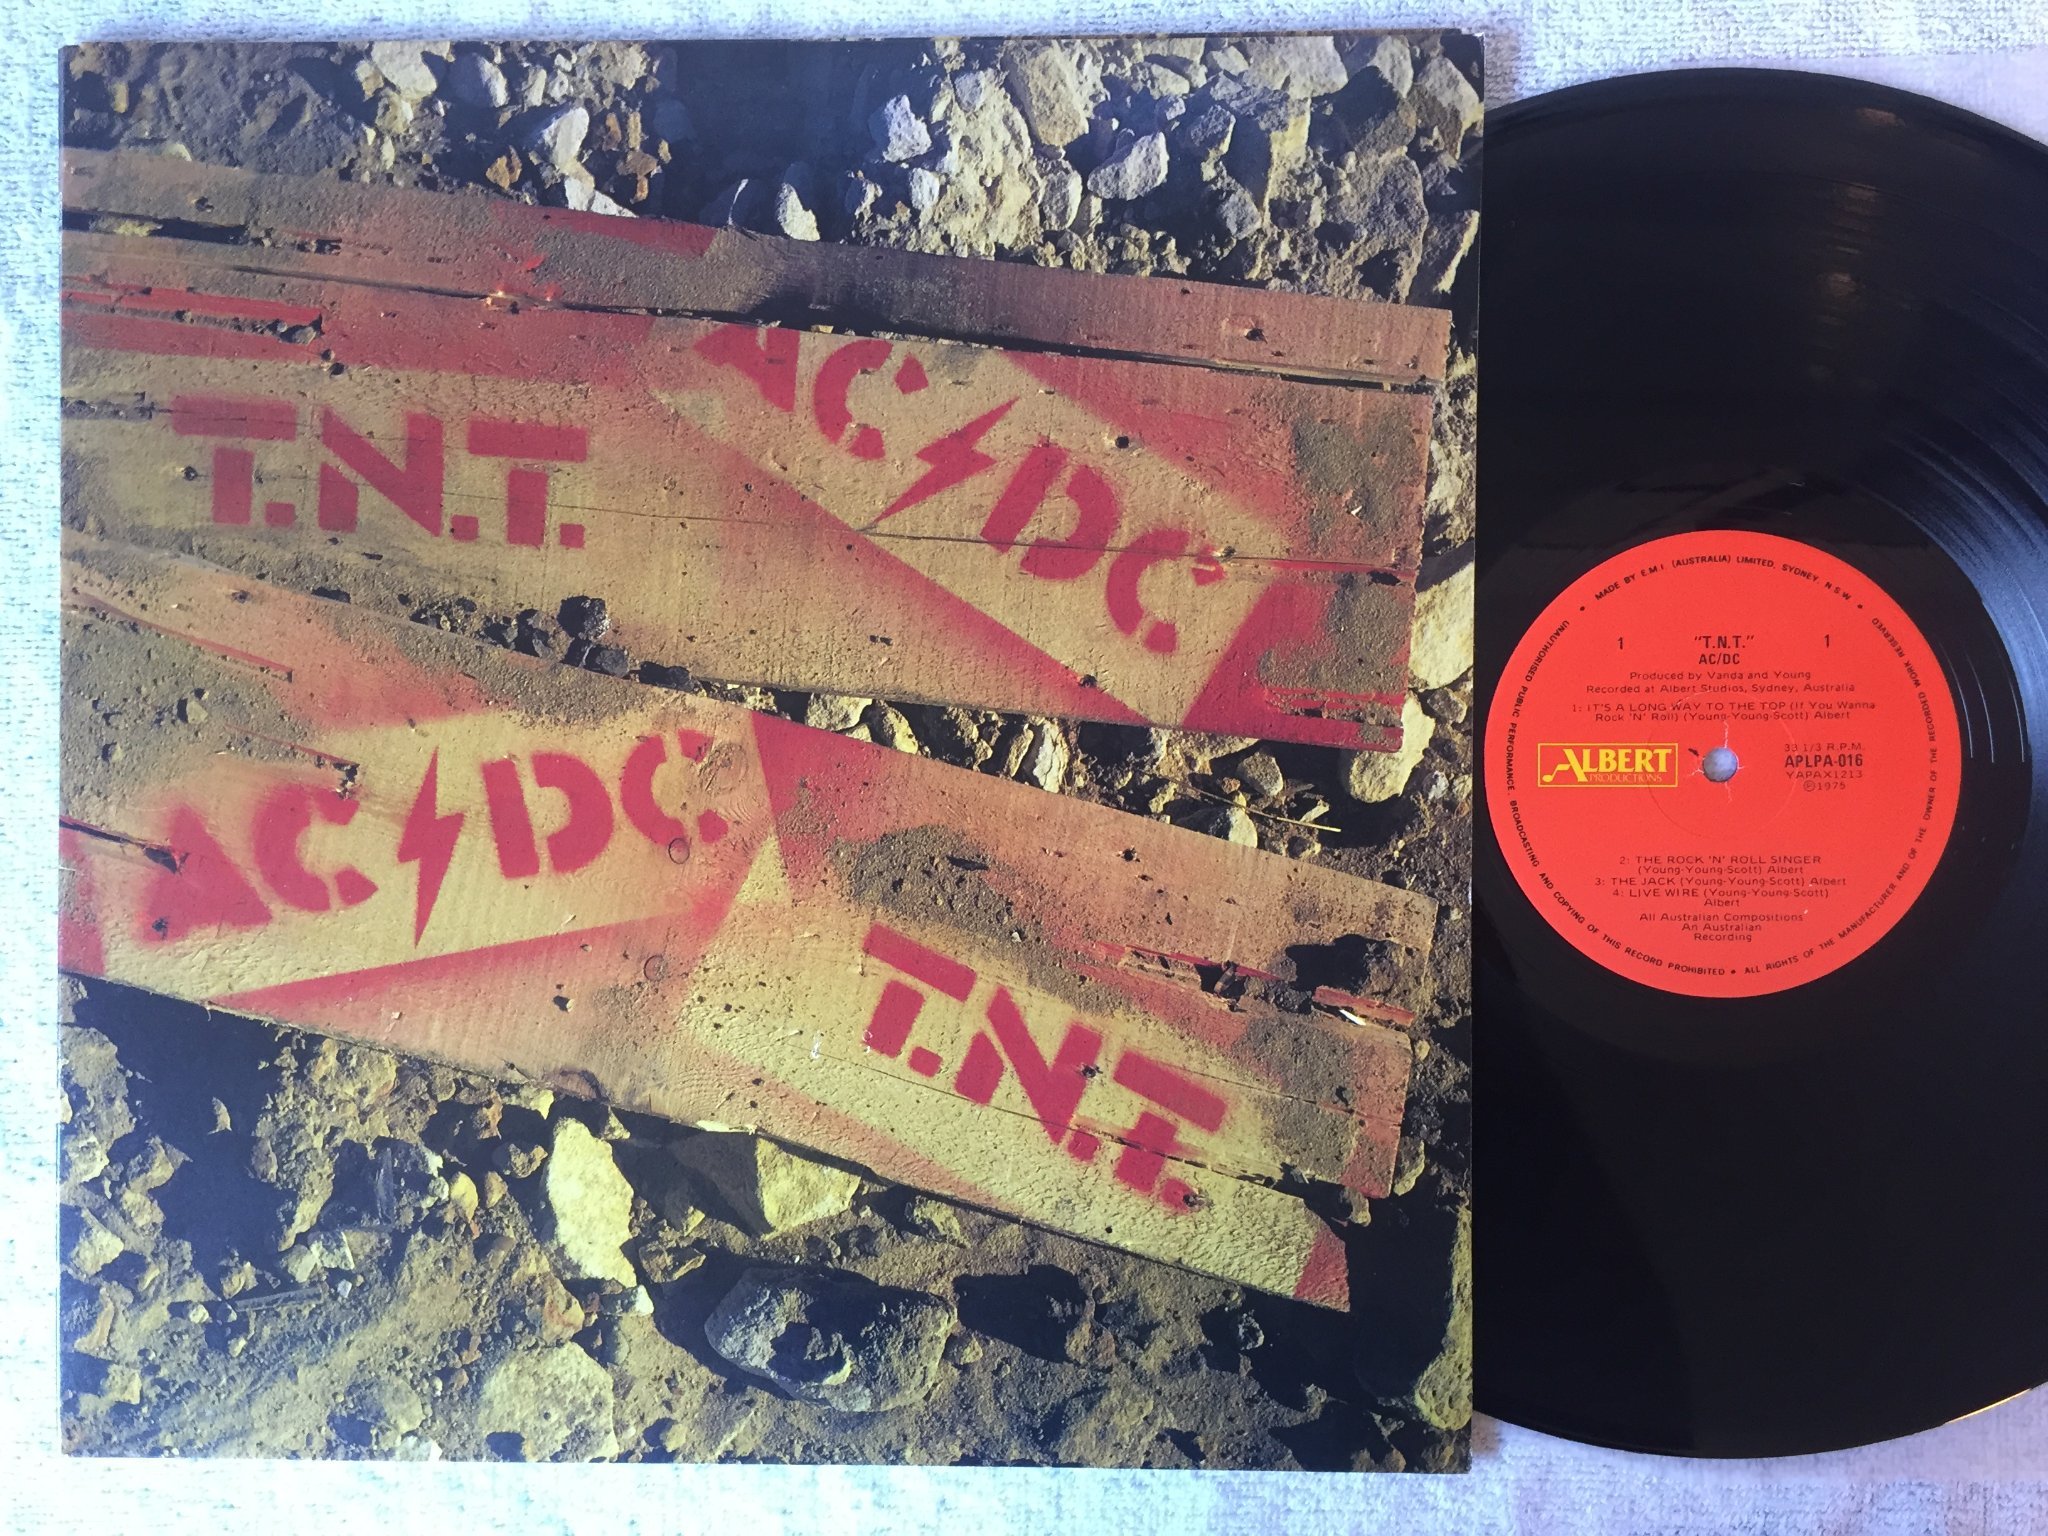 T.N.T.
AC/DC
AC/DC
T.N.T.
• MADE BY E.M.I. (AUSTRALIA) LIMITED, SYDNEY, N.S.W. • ALL RIGHTS OF THE MANUFACTURER AND OF THE OWNER OF THE RECORDED WORK RESERVED
UNAUTHORISED PUBLIC PERFORMANCE, BROADCASTING AND COPYING OF THIS RECORD PROHIBITED •
1 "T.N.T." 1
AC/DC
Produced by Vanda and Young
Recorded at Albert Studios, Sydney, Australia
1: IT'S A LONG WAY TO THE TOP (If You Wanna
Rock 'N' Roll) (Young-Young-Scott) Albert
ALBERT
PRODUCTIONS
33 1/3 R.P.M.
APLPA-016
YAPAX1213
Ⓟ1975
2: THE ROCK 'N' ROLL SINGER
(Young-Young-Scott) Albert
3: THE JACK (Young-Young-Scott) Albert
4: LIVE WIRE (Young-Young-Scott)
Albert
All Australian Compositions
An Australian
Recording